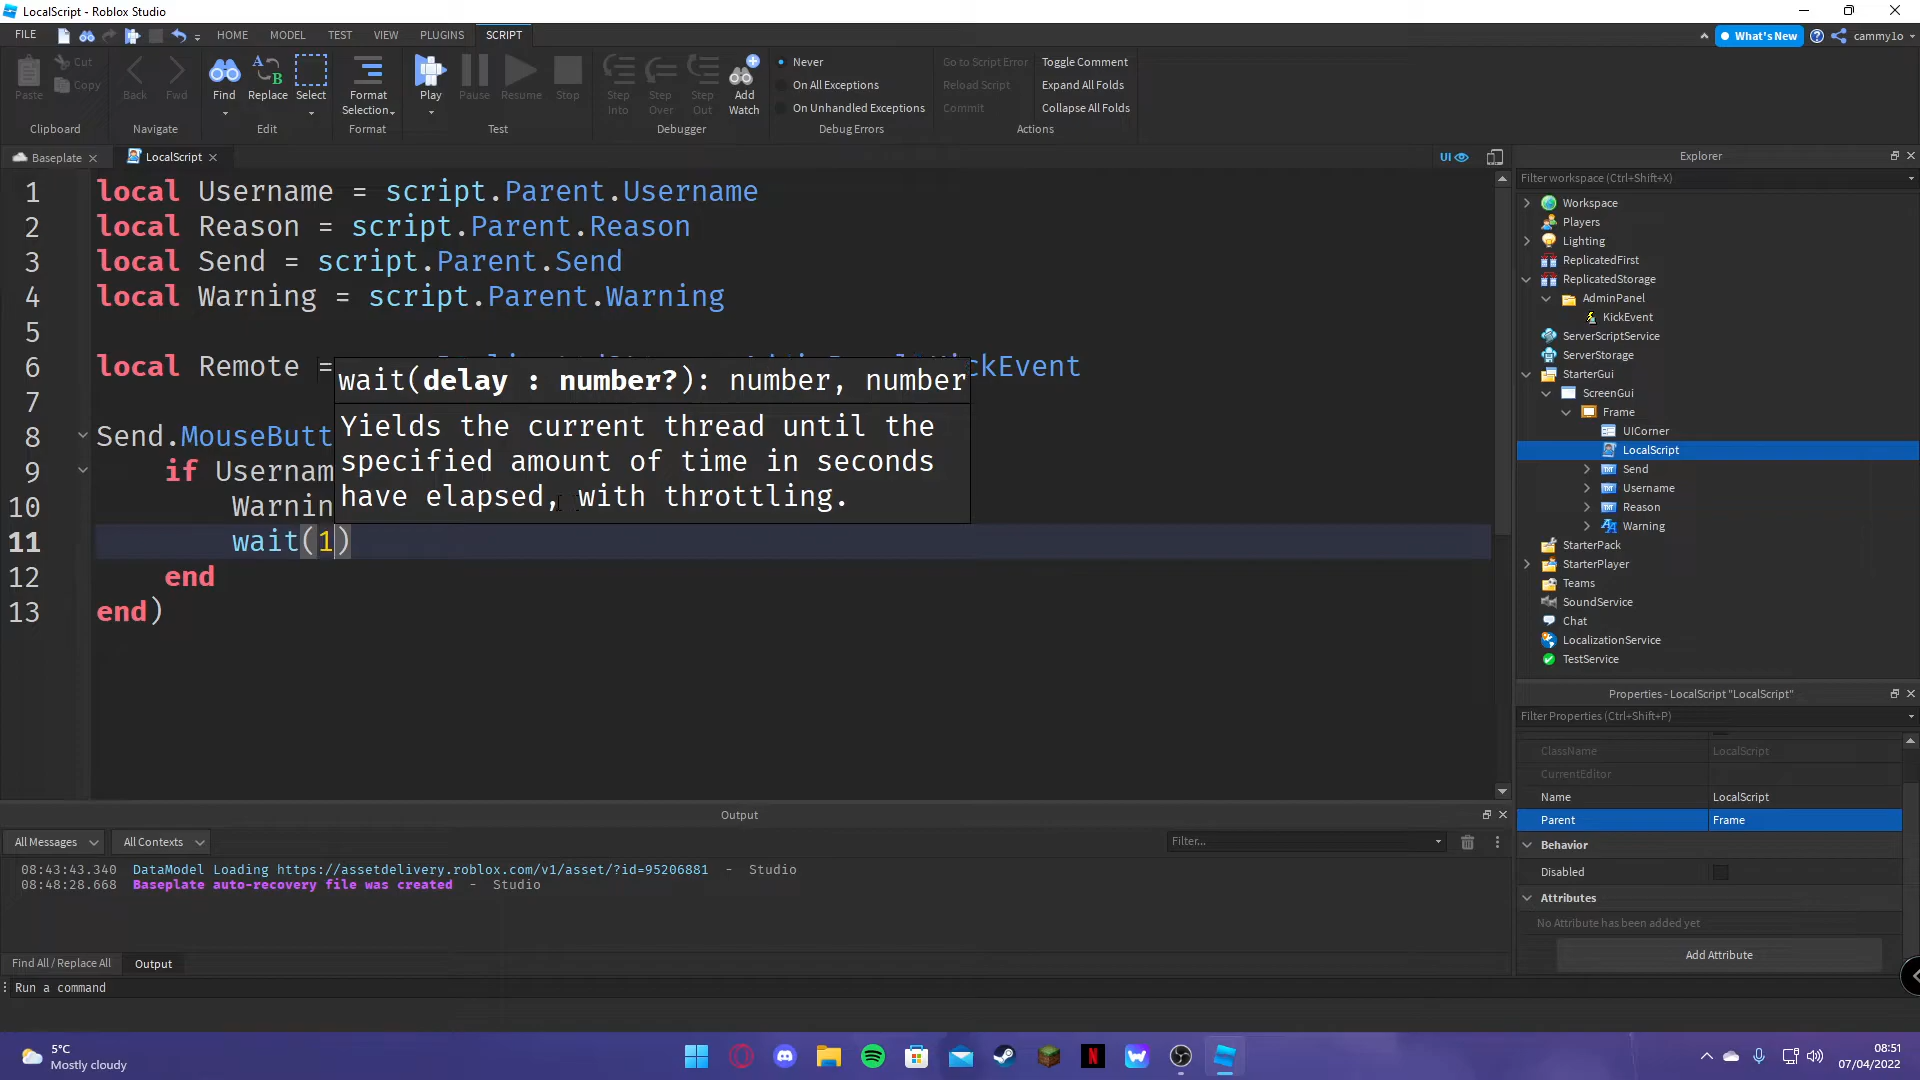 LocalScript - Roblox Studio
FILE HOME MODEL TEST VIEW PLUGINS SCRIPT What's New cammy1o
Paste Cut Copy
Clipboard
Back Fwd
Navigate
Find Replace Select
Edit
Format Selection
Format
Play Pause Resume Stop
Test
Step Into Step Over Step Out Add Watch
Debugger
Never
On All Exceptions
On Unhandled Exceptions
Debug Errors
Go to Script Error
Reload Script
Commit
Toggle Comment
Expand All Folds
Collapse All Folds
Actions
Baseplate LocalScript UI
1 local Username = script.Parent.Username
2 local Reason = script.Parent.Reason
3 local Send = script.Parent.Send
4 local Warning = script.Parent.Warning
5
6 local Remote = ckEvent
7
8 Send.MouseButt
9 if Usernam
10 Warnin
11 wait(1)
12 end
13 end)
wait(delay : number?): number, number
Yields the current thread until the
specified amount of time in seconds
have elapsed, with throttling.
Explorer
Filter workspace (Ctrl+Shift+X)
Workspace
Players
Lighting
ReplicatedFirst
ReplicatedStorage
AdminPanel
KickEvent
ServerScriptService
ServerStorage
StarterGui
ScreenGui
Frame
UICorner
LocalScript
Send
Username
Reason
Warning
StarterPack
StarterPlayer
Teams
SoundService
Chat
LocalizationService
TestService
Properties - LocalScript "LocalScript"
Filter Properties (Ctrl+Shift+P)
ClassName LocalScript
CurrentEditor
Name LocalScript
Parent Frame
Behavior
Disabled
Attributes
No Attribute has been added yet
Add Attribute
Output
All Messages All Contexts Filter...
08:43:43.340 DataModel Loading https://assetdelivery.roblox.com/v1/asset/?id=95206881 - Studio
08:48:28.668 Baseplate auto-recovery file was created - Studio
Find All / Replace All Output
Run a command
5°C
Mostly cloudy
08:51
07/04/2022